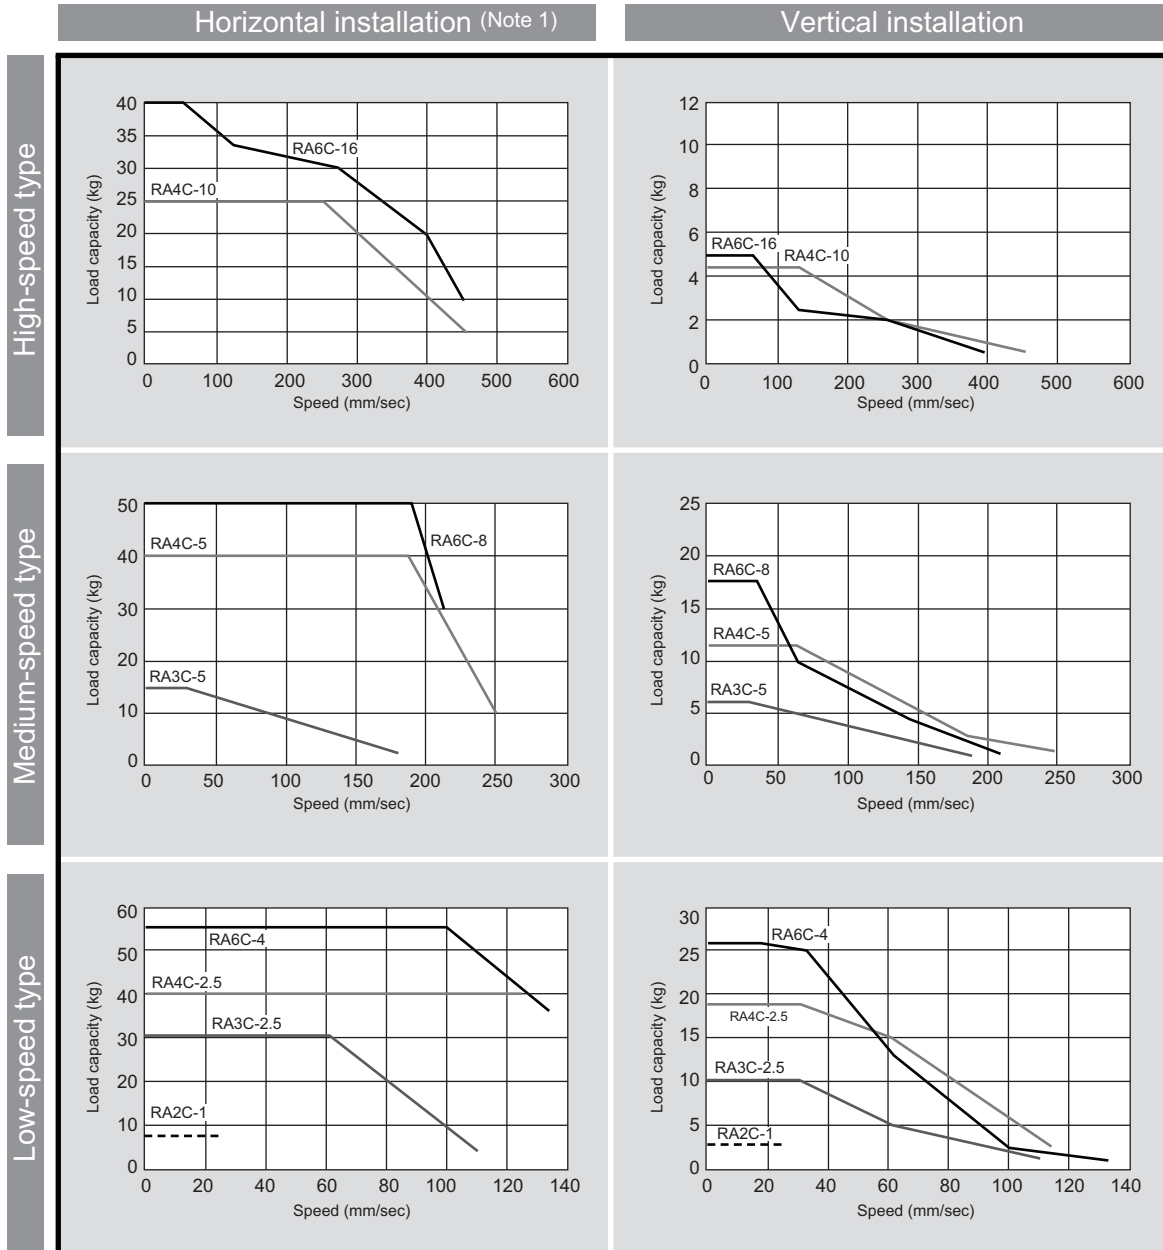 Horizontal installation (Note 1)
Vertical installation
High-speed type
40
35
30
25
20
15
10
5
0
Load capacity (kg)
RA6C-16
RA4C-10
0 100 200 300 400 500 600
Speed (mm/sec)
12
10
8
6
4
2
0
Load capacity (kg)
RA6C-16
RA4C-10
0 100 200 300 400 500 600
Speed (mm/sec)
Medium-speed type
50
40
30
20
10
0
Load capacity (kg)
RA4C-5
RA6C-8
RA3C-5
0 50 100 150 200 250 300
Speed (mm/sec)
25
20
15
10
5
0
Load capacity (kg)
RA6C-8
RA4C-5
RA3C-5
0 50 100 150 200 250 300
Speed (mm/sec)
Low-speed type
60
50
40
30
20
10
0
Load capacity (kg)
RA6C-4
RA4C-2.5
RA3C-2.5
RA2C-1
0 20 40 60 80 100 120 140
Speed (mm/sec)
30
25
20
15
10
5
0
Load capacity (kg)
RA6C-4
RA4C-2.5
RA3C-2.5
RA2C-1
0 20 40 60 80 100 120 140
Speed (mm/sec)